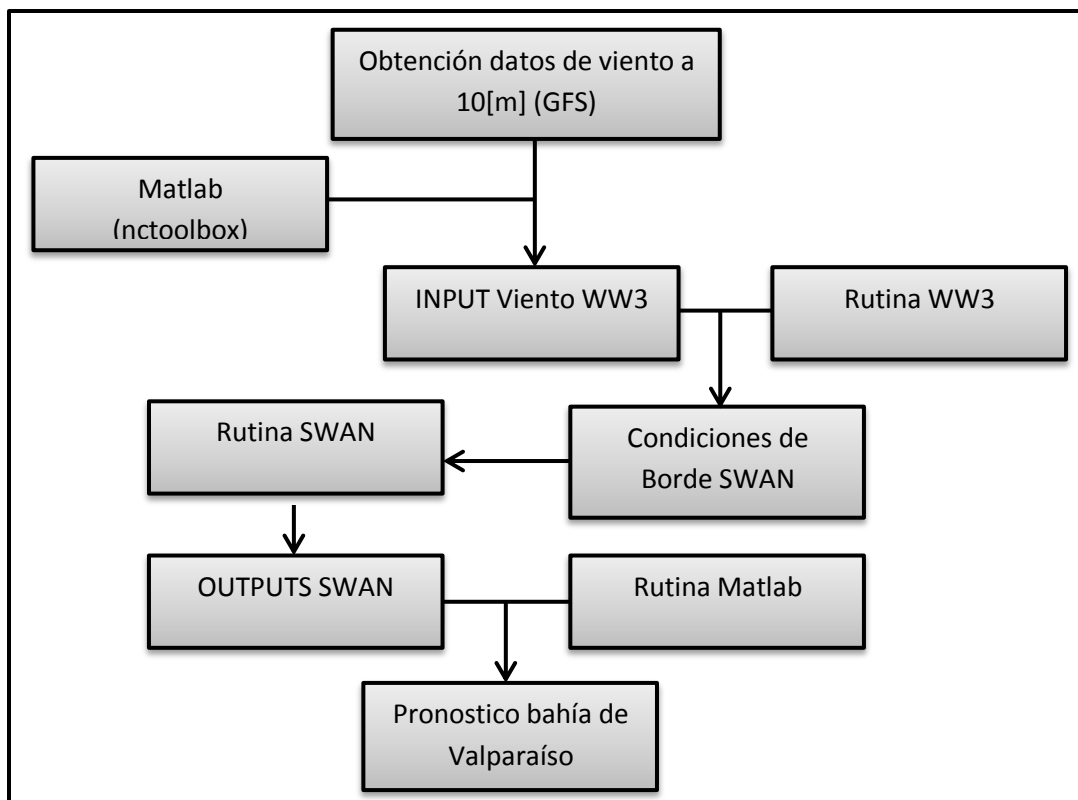 Obtención datos de viento a
10[m] (GFS)
Matlab
(nctoolbox)
INPUT Viento WW3
Rutina WW3
Rutina SWAN
Condiciones de
Borde SWAN
OUTPUTS SWAN
Rutina Matlab
Pronostico bahía de
Valparaíso